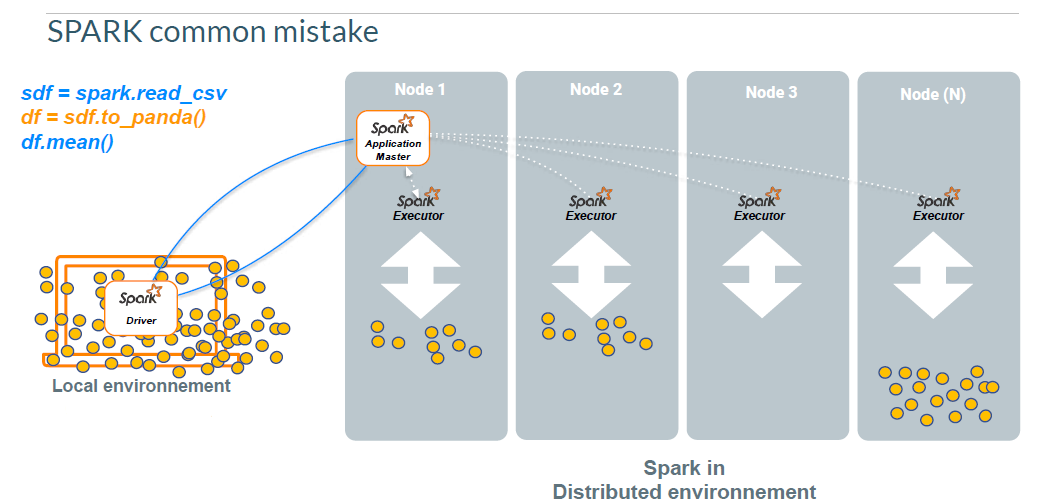 SPARK common mistake
sdf = spark.read_csv
df = sdf.to_panda()
df.mean()
Node 1
Node 2
Node 3
Node (N)
Spark
Application
Master
Spark
Executor
Spark
Executor
Spark
Executor
Spark
Executor
Spark
Driver
Local environnement
Spark in
Distributed environnement